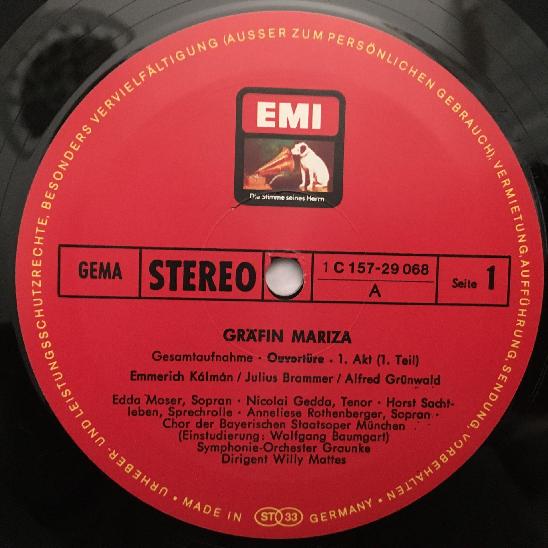 URHEBER- UND LEISTUNGSSCHUTZRECHTE, BESONDERS VERVIELFÄLTIGUNG (AUSSER ZUM PERSÖNLICHEN GEBRAUCH), VERMIETUNG, AUFFÜHRUNG, SENDUNG, VORBEHALTEN
EMI
Die Stimme seines Herrn
GEMA
STEREO
1 C 157-29 068
A
Seite 1
GRÄFIN MARIZA
Gesamtaufnahme · Ouvertüre · 1. Akt (1. Teil)
Emmerich Kálmán / Julius Brammer / Alfred Grünwald
Edda Moser, Sopran · Nicolai Gedda, Tenor · Horst Sacht-
leben, Sprechrolle · Anneliese Rothenberger, Sopran ·
Chor der Bayerischen Staatsoper München
(Einstudierung: Wolfgang Baumgart)
Symphonie-Orchester Graunke
Dirigent Willy Mattes
• MADE IN ST 33 GERMANY •